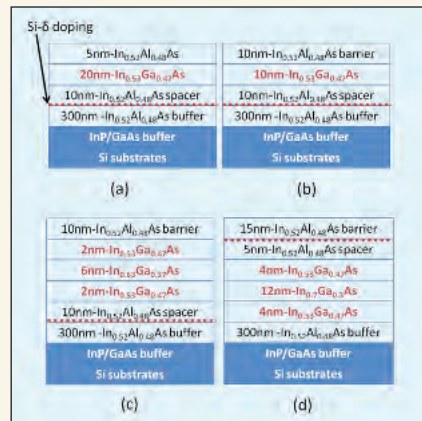 Si-δ doping
5nm-In0.52Al0.48As
20nm-In0.53Ga0.47As
10nm-In0.52Al0.48As spacer
300nm -In0.52Al0.48As buffer
InP/GaAs buffer
Si substrates
(a)
10nm-In0.52Al0.48As barrier
10nm-In0.53Ga0.47As
10nm-In0.52Al0.48As spacer
300nm -In0.52Al0.48As buffer
InP/GaAs buffer
Si substrates
(b)
10nm-In0.52Al0.48As barrier
2nm-In0.53Ga0.47As
6nm-In0.63Ga0.37As
2nm-In0.53Ga0.47As
10nm-In0.52Al0.48As spacer
300nm -In0.52Al0.48As buffer
InP/GaAs buffer
Si substrates
(c)
15nm-In0.52Al0.48As barrier
5nm-In0.52Al0.48As spacer
4nm-In0.53Ga0.47As
12nm-In0.7Ga0.3As
4nm-In0.53Ga0.47As
300nm -In0.52Al0.48As buffer
InP/GaAs buffer
Si substrates
(d)